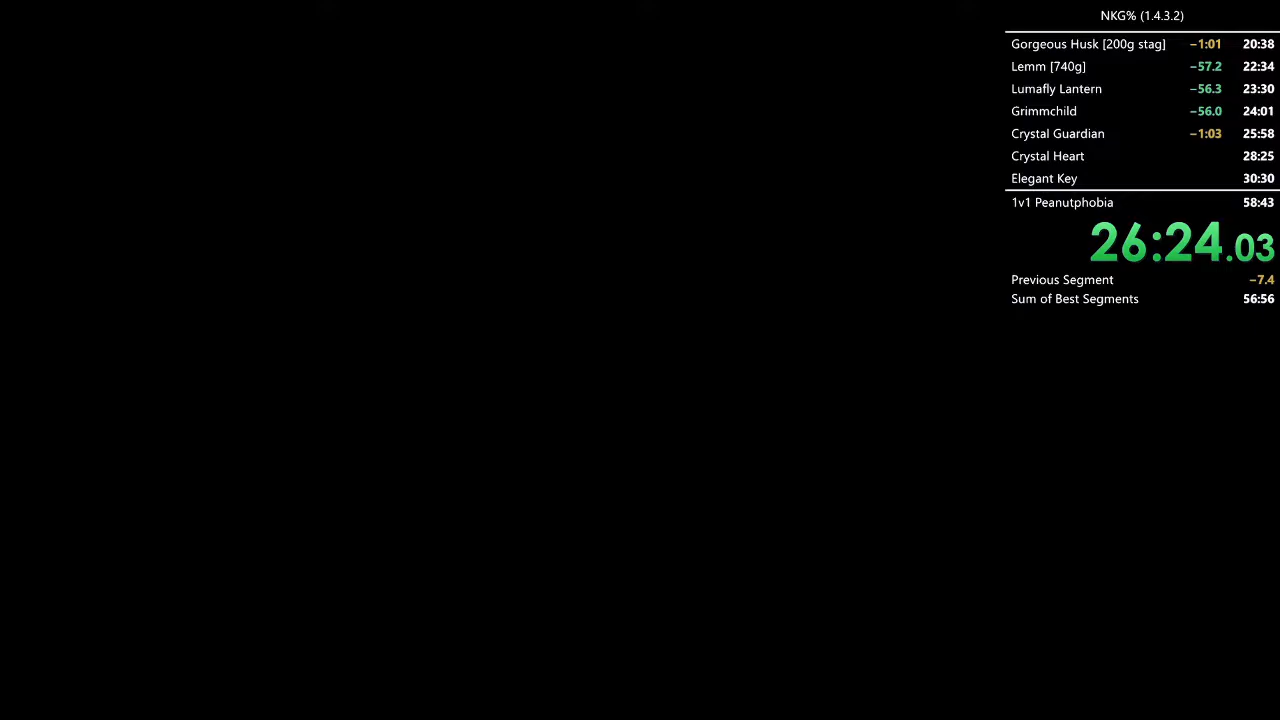 NKG% (1.4.3.2)
Gorgeous Husk [200g stag] −1:01 20:38
Lemm [740g] −57.2 22:34
Lumafly Lantern −56.3 23:30
Grimmchild −56.0 24:01
Crystal Guardian −1:03 25:58
Crystal Heart 28:25
Elegant Key 30:30
1v1 Peanutphobia 58:43
26:24.03
Previous Segment −7.4
Sum of Best Segments 56:56